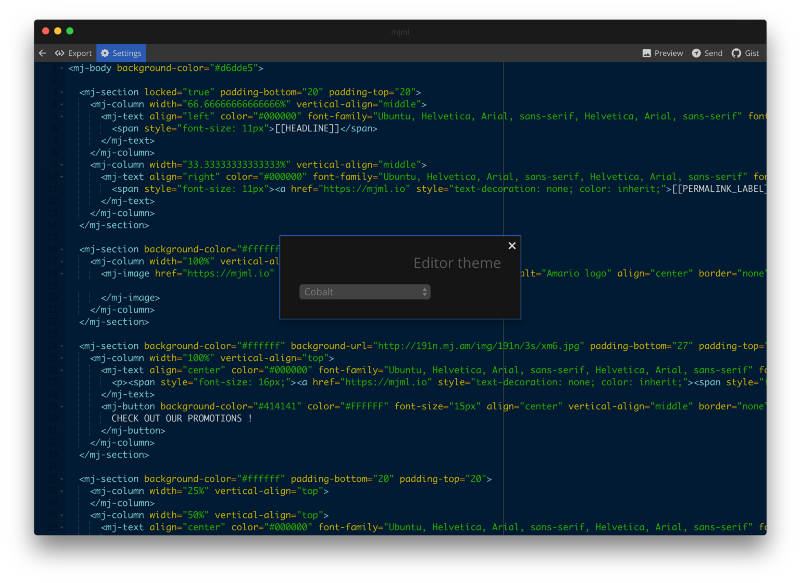 mjml
Export Settings Preview Send Gist
<mj-body background-color="#d6dde5">
<mj-section locked="true" padding-bottom="20" padding-top="20">
<mj-column width="66.66666666666666%" vertical-align="middle">
<mj-text align="left" color="#000000" font-family="Ubuntu, Helvetica, Arial, sans-serif, Helvetica, Arial, sans-serif" fon
<span style="font-size: 11px">[[HEADLINE]]</span>
</mj-text>
</mj-column>
<mj-column width="33.33333333333333%" vertical-align="middle">
<mj-text align="right" color="#000000" font-family="Ubuntu, Helvetica, Arial, sans-serif, Helvetica, Arial, sans-serif" fo
<span style="font-size: 11px"><a href="https://mjml.io" style="text-decoration: none; color: inherit;">[[PERMALINK_LABEL]
</mj-text>
</mj-column>
</mj-section>
<mj-section background-color="#ffffff
<mj-column width="100%" vertical-al
<mj-image href="https://mjml.io" alt="Amario logo" align="center" border="none"
</mj-image>
</mj-column>
</mj-section>
Editor theme
Cobalt
<mj-section background-color="#ffffff" background-url="http://191n.mj.am/img/191n/3s/xm6.jpg" padding-bottom="27" padding-top="
<mj-column width="100%" vertical-align="top">
<mj-text align="center" color="#000000" font-family="Ubuntu, Helvetica, Arial, sans-serif, Helvetica, Arial, sans-serif" f
<p><span style="font-size: 16px;"><a href="https://mjml.io" style="text-decoration: none; color: inherit;"><span style="
</mj-text>
<mj-button background-color="#414141" color="#FFFFFF" font-size="15px" align="center" vertical-align="middle" border="none"
CHECK OUT OUR PROMOTIONS !
</mj-button>
</mj-column>
</mj-section>
<mj-section background-color="#ffffff" padding-bottom="20" padding-top="20">
<mj-column width="25%" vertical-align="top">
</mj-column>
<mj-column width="50%" vertical-align="top">
<mj-text align="center" color="#000000" font-family="Ubuntu, Helvetica, Arial, sans-serif, Helvetica, Arial, sans-serif" f